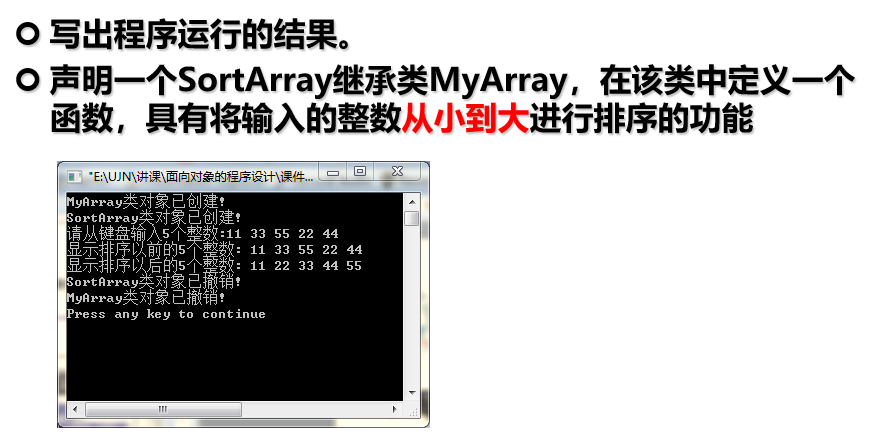 写出程序运行的结果。
声明一个SortArray继承类MyArray，在该类中定义一个
函数，具有将输入的整数从小到大进行排序的功能
"E:\UJN\讲课\面向对象的程序设计\课件...
MyArray类对象已创建!
SortArray类对象已创建!
请从键盘输入5个整数:11 33 55 22 44
显示排序以前的5个整数: 11 33 55 22 44
显示排序以后的5个整数: 11 22 33 44 55
SortArray类对象已撤销!
MyArray类对象已撤销!
Press any key to continue